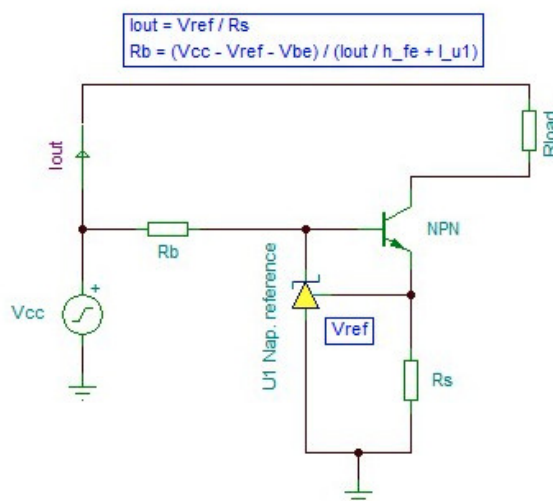 Iout = Vref / Rs
Rb = (Vcc - Vref - Vbe) / (Iout / h_fe + I_u1)
Iout
Rload
NPN
Rb
Vcc
+
U1 Nap. reference
Vref
Rs